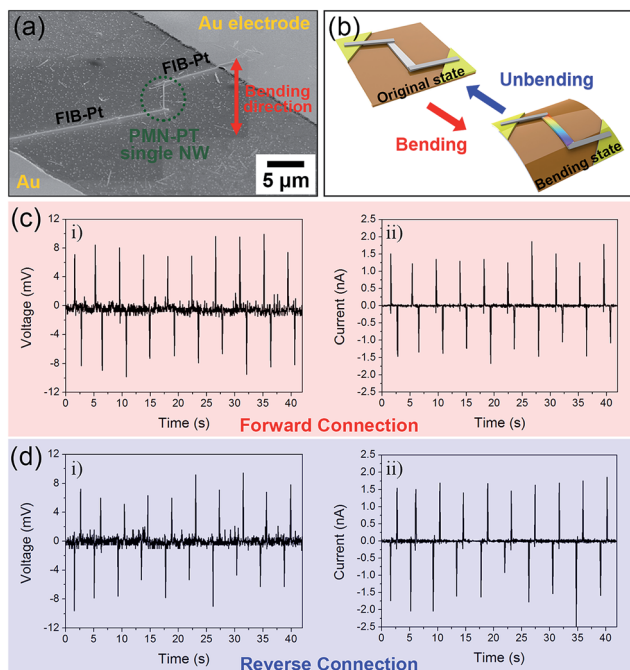 (a)
Au electrode
FIB-Pt
Bending
direction
FIB-Pt
PMN-PT
single NW
Au
5 µm
(b)
Original state
Unbending
Bending
Bending state
(c)
i)
12
8
4
0
-4
-8
-12
Voltage (mV)
0 5 10 15 20 25 30 35 40
Time (s)
ii)
2.5
2.0
1.5
1.0
0.5
0.0
-0.5
-1.0
-1.5
-2.0
-2.5
Current (nA)
0 5 10 15 20 25 30 35 40
Time (s)
Forward Connection
(d)
i)
12
8
4
0
-4
-8
-12
Voltage (mV)
0 5 10 15 20 25 30 35 40
Time (s)
ii)
2.5
2.0
1.5
1.0
0.5
0.0
-0.5
-1.0
-1.5
-2.0
-2.5
Current (nA)
0 5 10 15 20 25 30 35 40
Time (s)
Reverse Connection